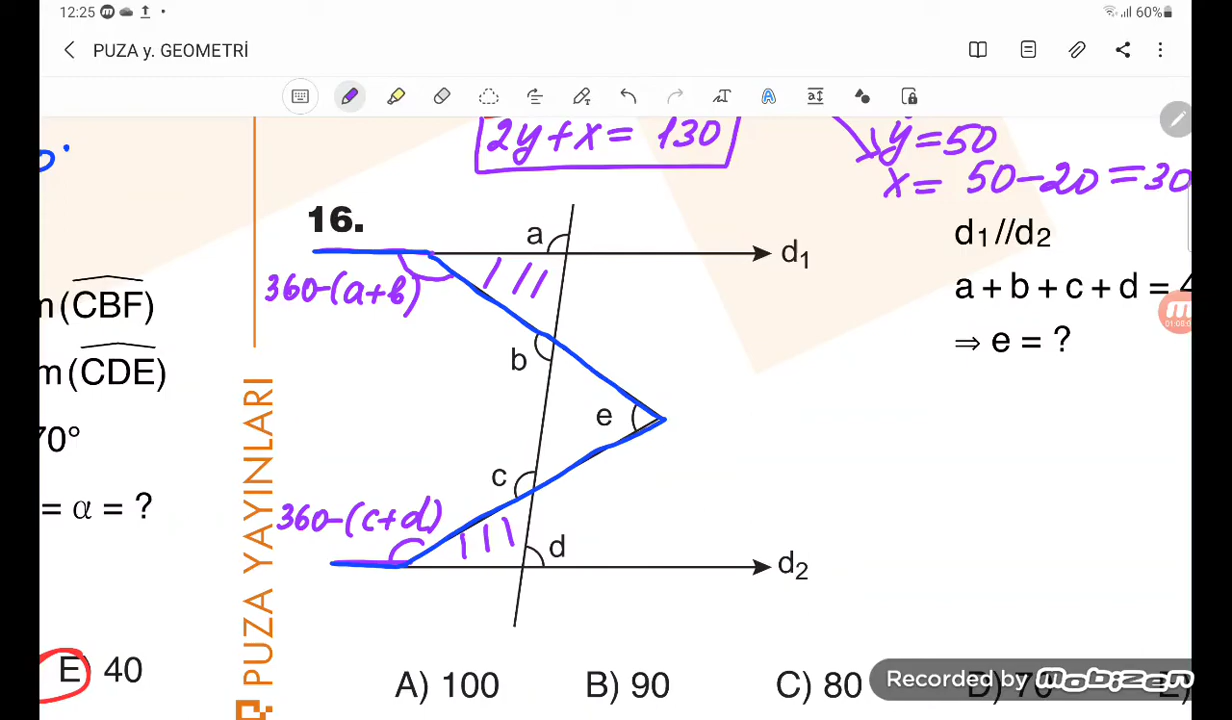 12:25
60%
PUZA y. GEOMETRİ
2y+x = 130
y=50
x= 50-20=30
16.
a
d1
d1//d2
360-(a+b)
a + b + c + d =
m(CBF)
b
⇒ e = ?
m(CDE)
e
70°
c
= α = ?
360-(c+d)
d
d2
PUZA YAYINLARI
E) 40
A) 100
B) 90
C) 80
D) 70
E)
Recorded by mobizen